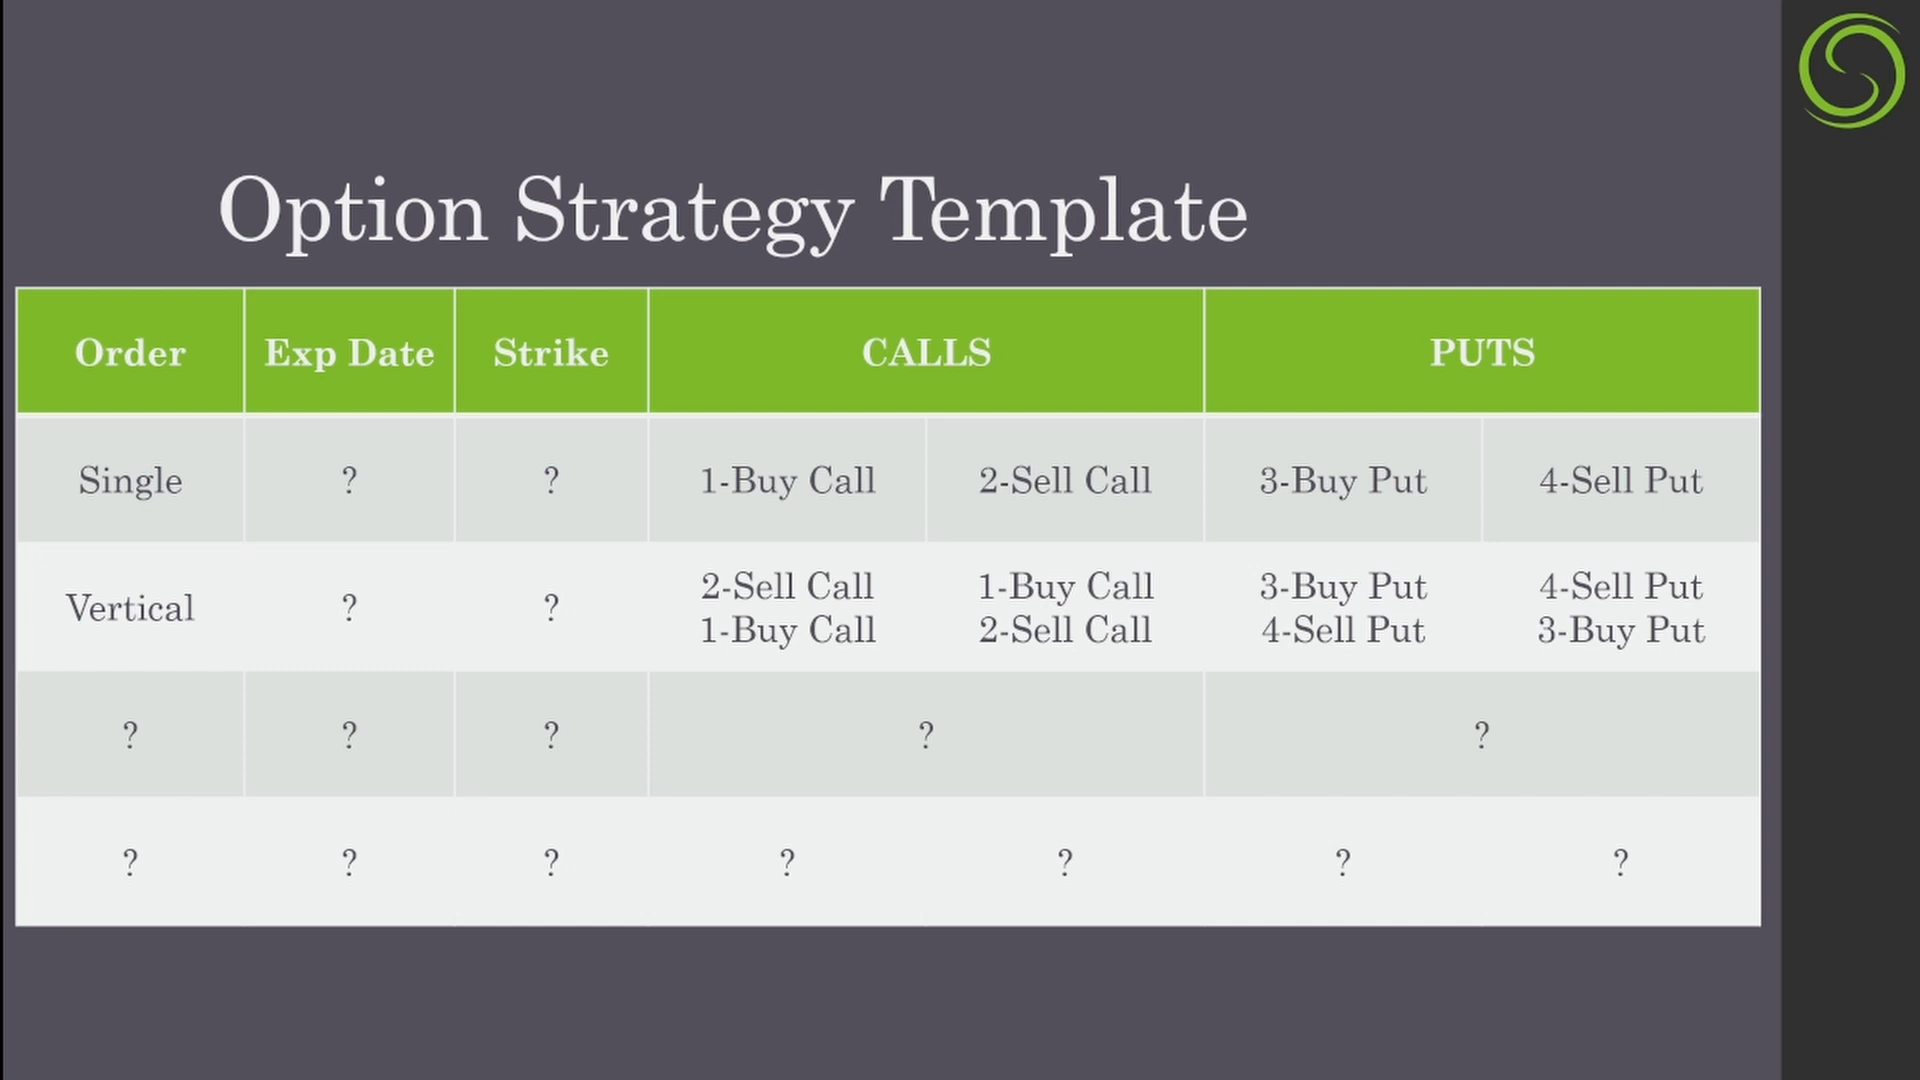 Option Strategy Template
Order Exp Date Strike CALLS PUTS
Single ? ? 1-Buy Call 2-Sell Call 3-Buy Put 4-Sell Put
Vertical ? ? 2-Sell Call 1-Buy Call 3-Buy Put 4-Sell Put
1-Buy Call 2-Sell Call 4-Sell Put 3-Buy Put
? ? ? ? ?
? ? ? ? ? ? ?